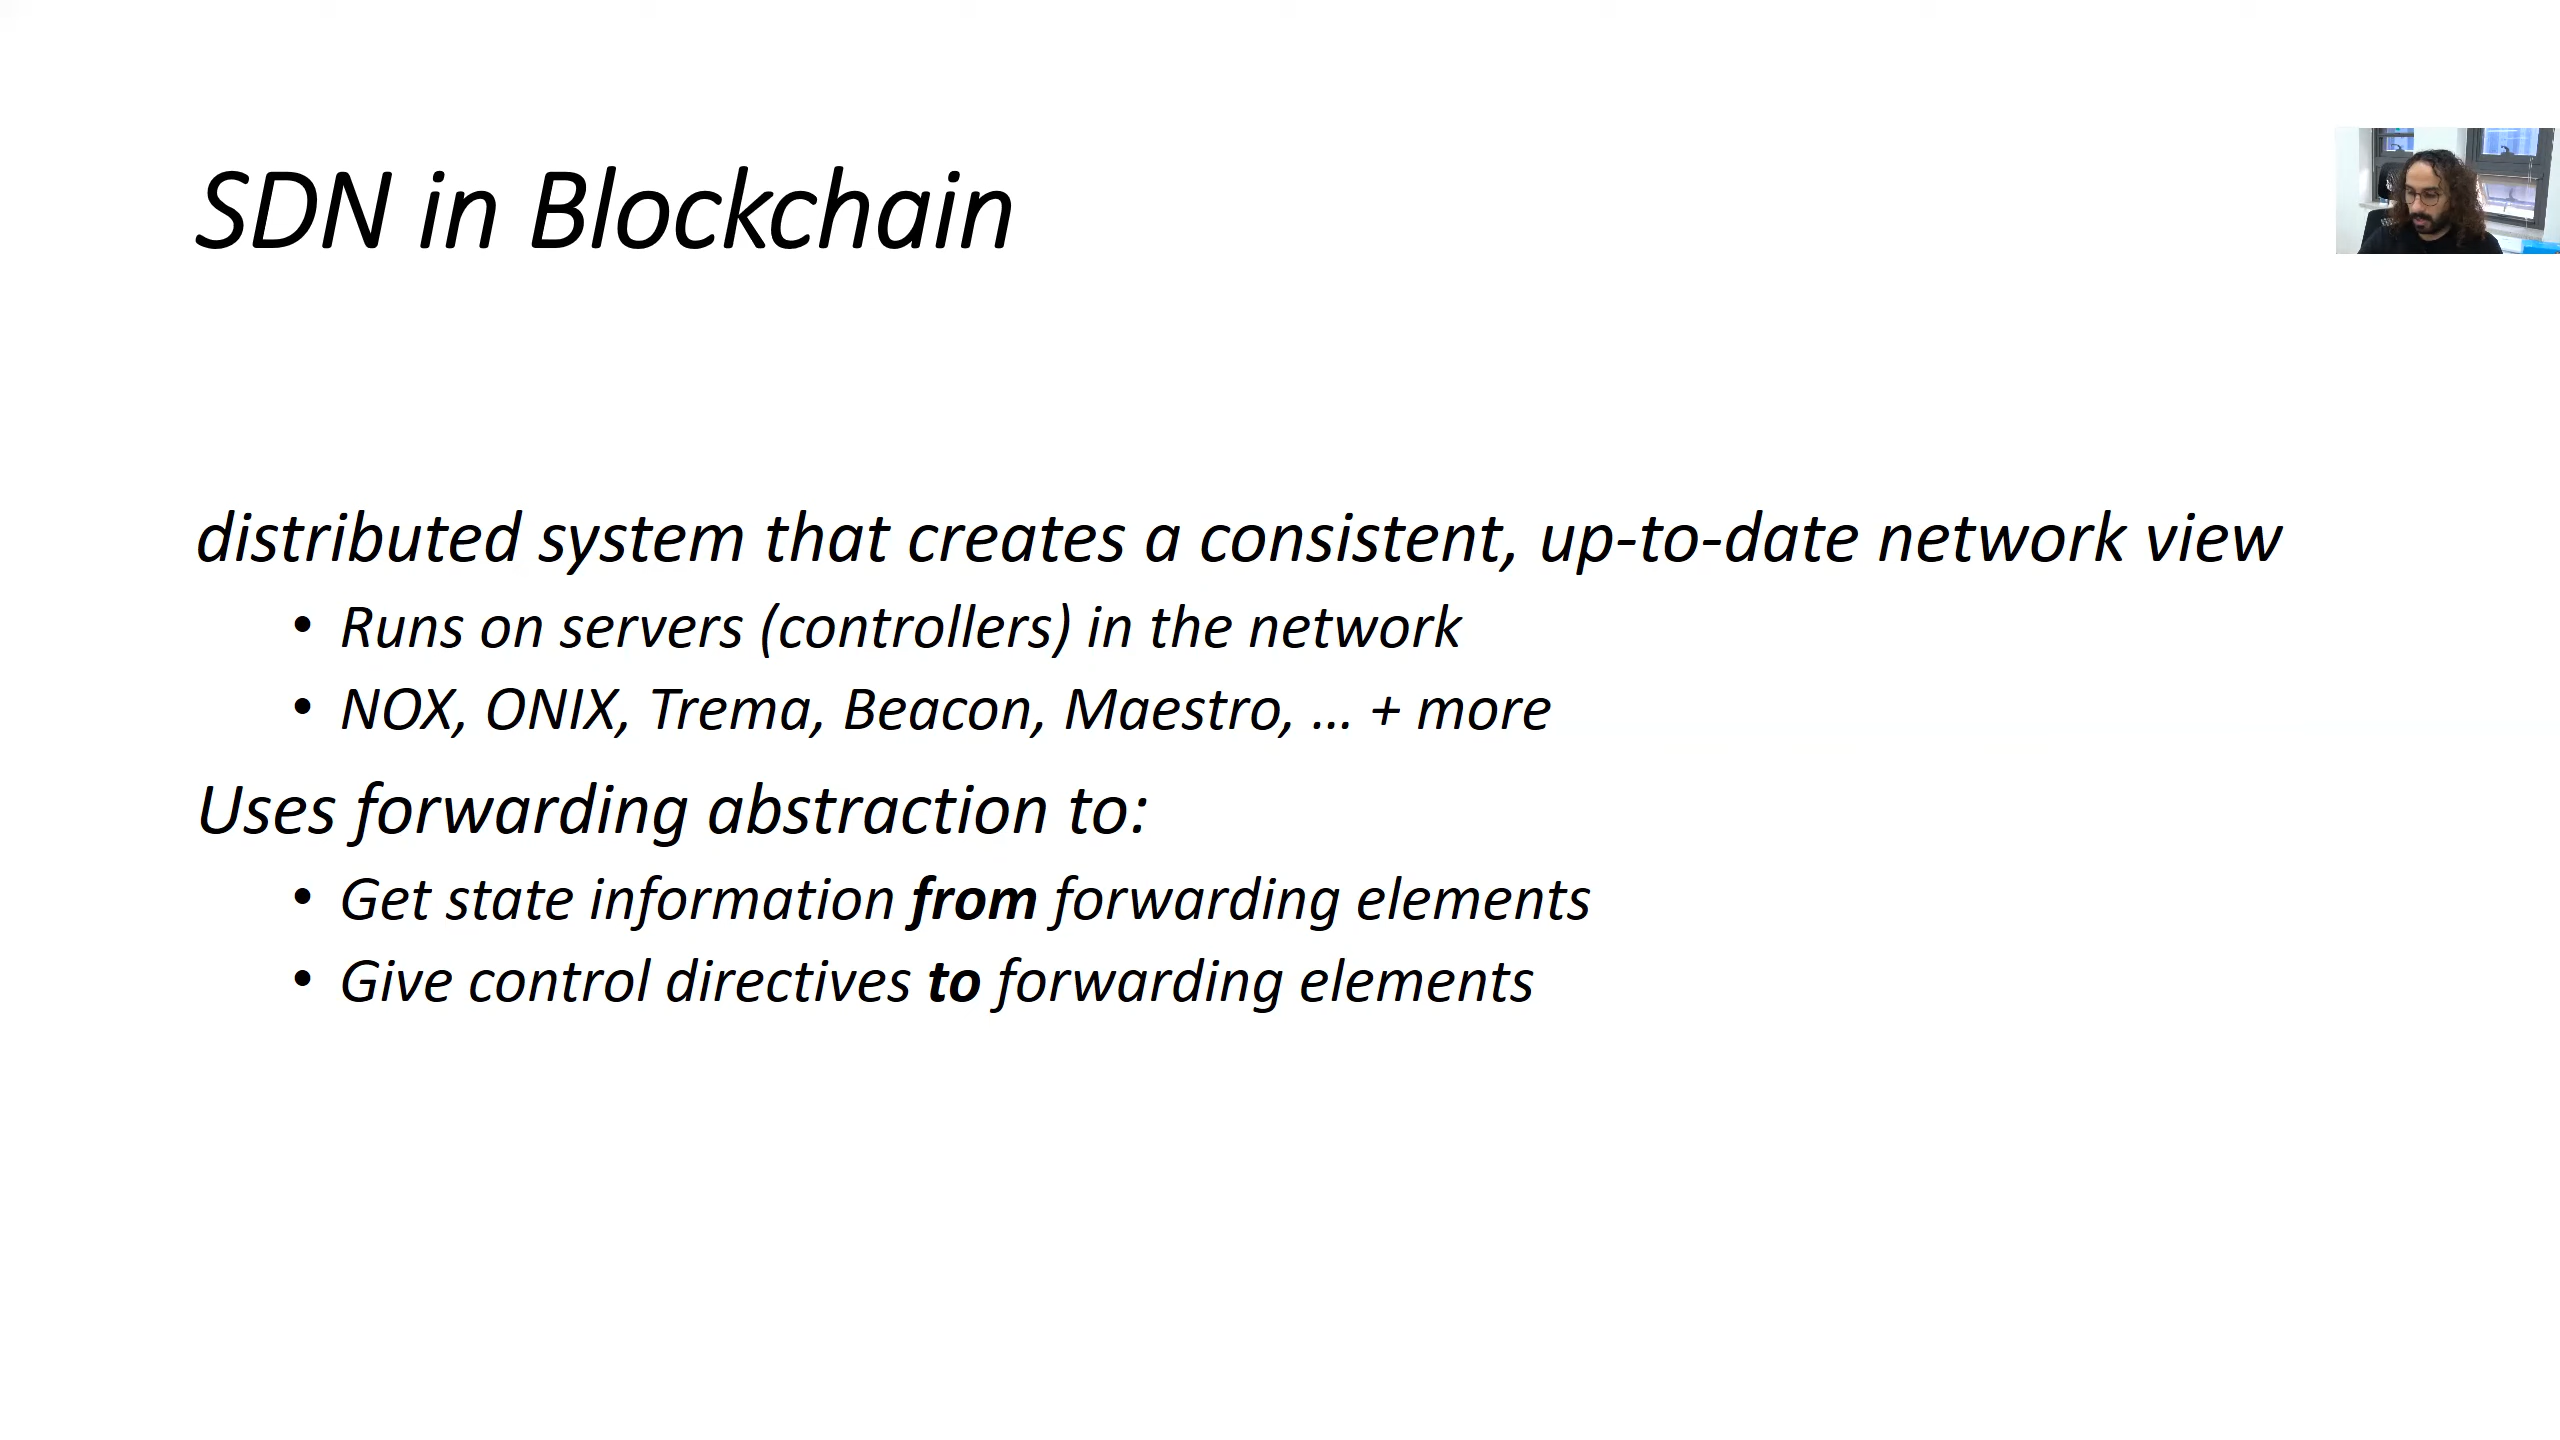 SDN in Blockchain
distributed system that creates a consistent, up-to-date network view
• Runs on servers (controllers) in the network
• NOX, ONIX, Trema, Beacon, Maestro, … + more
Uses forwarding abstraction to:
• Get state information from forwarding elements
• Give control directives to forwarding elements